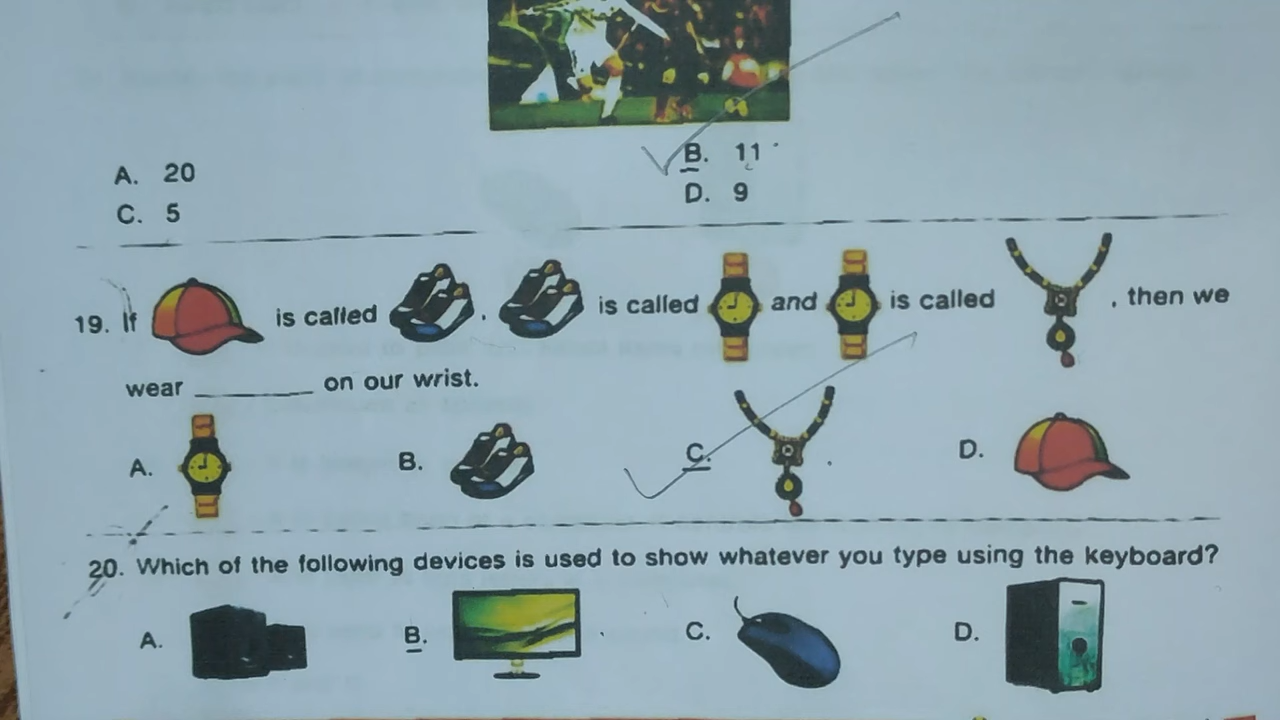 A. 20
B. 11
C. 5
D. 9
19. If is called , is called and is called , then we
wear ________ on our wrist.
A. B. C. D.
20. Which of the following devices is used to show whatever you type using the keyboard?
A. B. C. D.